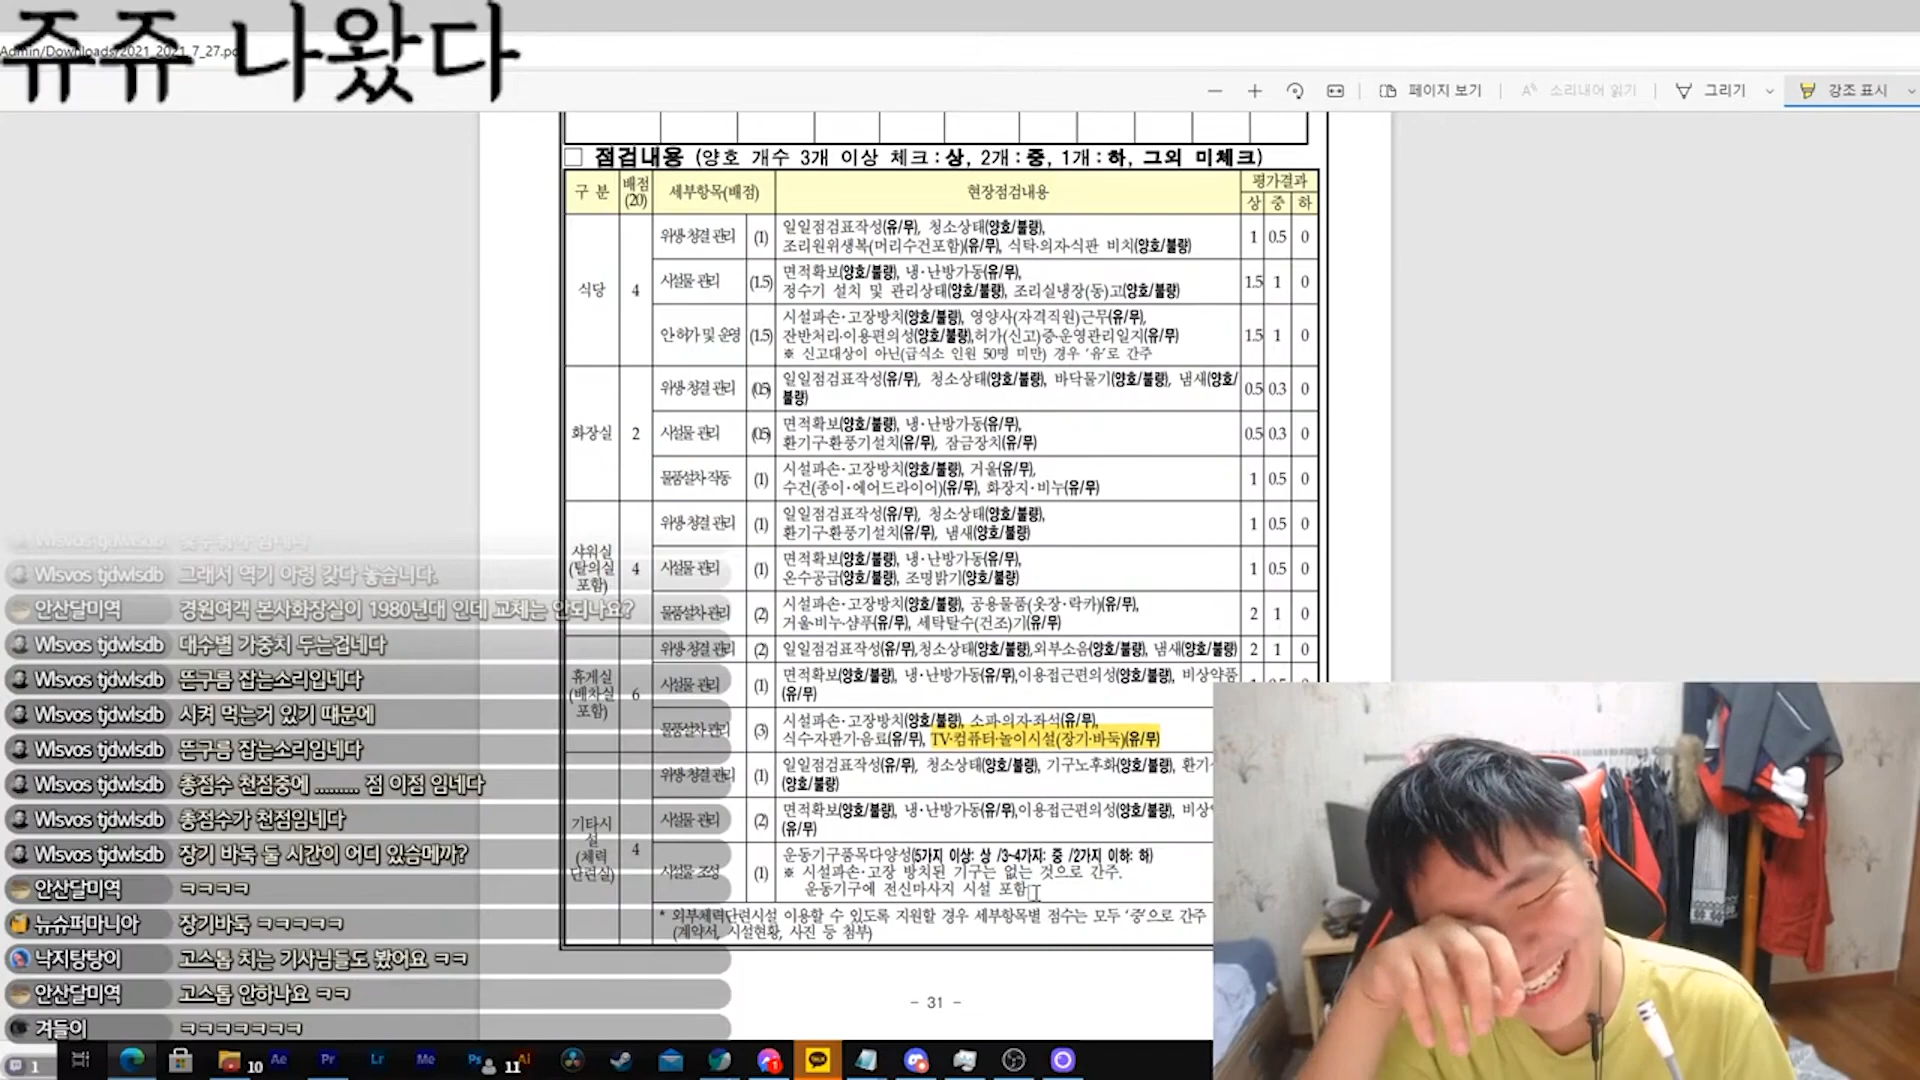 쥬쥬 나왔다
Admin/Downloads/2021_2021_7_27.pd
페이지 보기
소리내어 읽기
그리기
강조 표시
□ 점검내용 (양호 개수 3개 이상 체크:상, 2개:중, 1개:하, 그외 미체크)
구 분 배점 (20) 세부항목(배점) 현장점검내용 평가결과
상 중 하
식당 4
위생·청결 관리 (1) 일일점검표작성(유/무), 청소상태(양호/불량),
조리원위생복(머리수건포함)(유/무), 식탁·의자·식판 비치(양호/불량)
1 0.5 0
시설물 관리 (1.5) 면적확보(양호/불량), 냉·난방가동(유/무),
정수기 설치 및 관리상태(양호/불량), 조리실냉장(동)고(양호/불량)
1.5 1 0
인·허가 및 운영 (1.5) 시설파손·고장방치(양호/불량), 영양사(자격직원)근무(유/무),
잔반처리·이용편의성(양호/불량),허가(신고)증·운영관리일지(유/무)
※ 신고대상이 아닌(급식소 인원 50명 미만) 경우 ‘유’로 간주
1.5 1 0
화장실 2
위생·청결 관리 (0.5) 일일점검표작성(유/무), 청소상태(양호/불량), 바닥물기(양호/불량), 냄새(양호/
불량)
0.5 0.3 0
시설물 관리 (0.5) 면적확보(양호/불량), 냉·난방가동(유/무),
환기구·환풍기설치(유/무), 잠금장치(유/무)
0.5 0.3 0
물품설치·작동 (1) 시설파손·고장방치(양호/불량), 거울(유/무),
수건(종이·에어드라이어)(유/무), 화장지·비누(유/무)
1 0.5 0
샤워실
(탈의실
포함) 4
위생·청결 관리 (1) 일일점검표작성(유/무), 청소상태(양호/불량),
환기구·환풍기설치(유/무), 냄새(양호/불량)
1 0.5 0
시설물 관리 (1) 면적확보(양호/불량), 냉·난방가동(유/무),
온수공급(양호/불량), 조명밝기(양호/불량)
1 0.5 0
물품설치·관리 (2) 시설파손·고장방치(양호/불량), 공용물품(옷장·락카)(유/무),
거울·비누·샴푸(유/무), 세탁탈수(건조)기(유/무)
2 1 0
휴게실
(배차실
포함) 6
위생·청결 관리 (2) 일일점검표작성(유/무),청소상태(양호/불량),외부소음(양호/불량), 냄새(양호/불량)
2 1 0
시설물 관리 (1) 면적확보(양호/불량), 냉·난방가동(유/무),이용접근편의성(양호/불량), 비상약품
(유/무)
물품설치·관리 (3) 시설파손·고장방치(양호/불량), 소파·의자·좌석(유/무),
식수·자판기·음료(유/무), TV·컴퓨터·놀이시설(장기·바둑)(유/무)
기타시
설
(체력
단련실) 4
위생·청결 관리 (1) 일일점검표작성(유/무), 청소상태(양호/불량), 기구노후화(양호/불량), 환기
(양호/불량)
시설물 관리 (2) 면적확보(양호/불량), 냉·난방가동(유/무),이용접근편의성(양호/불량), 비상
(유/무)
시설물 조성 (1) 운동기구품목다양성(5가지 이상: 상 /3~4가지: 중 /2가지 이하: 하)
※ 시설파손·고장 방치된 기구는 없는 것으로 간주.
운동기구에 전신마사지 시설 포함
* 외부체력단련시설 이용할 수 있도록 지원할 경우 세부항목별 점수는 모두 ‘중’으로 간주
(계약서, 시설현황, 사진 등 첨부)
- 31 -
Wlsvos tjdwlsdb 그래서 역기 아령 갖다 놓습니다.
안산달미역 경원여객 본사화장실이 1980년대 인데 교체는 안되나요?
Wlsvos tjdwlsdb 대수별 가중치 두는겁네다
Wlsvos tjdwlsdb 뜬구름 잡는소리입네다
Wlsvos tjdwlsdb 시켜 먹는거 있기 때문에
Wlsvos tjdwlsdb 뜬구름 잡는소리입네다
Wlsvos tjdwlsdb 총점수 천점중에 ......... 점 이점 임네다
Wlsvos tjdwlsdb 총점수가 천점임네다
Wlsvos tjdwlsdb 장기 바둑 둘 시간이 어디 있슴메까?
안산달미역 ㅋㅋㅋㅋ
뉴슈퍼마니아 장기바둑 ㅋㅋㅋㅋㅋ
낙지탕탕이 고스톱 치는 기사님들도 봤어요 ㅋㅋ
안산달미역 고스톱 안하나요 ㅋㅋ
겨들이 ㅋㅋㅋㅋㅋㅋㅋ
1 10 Ae Pr Lr Me Ps 11 Ai TALK 1